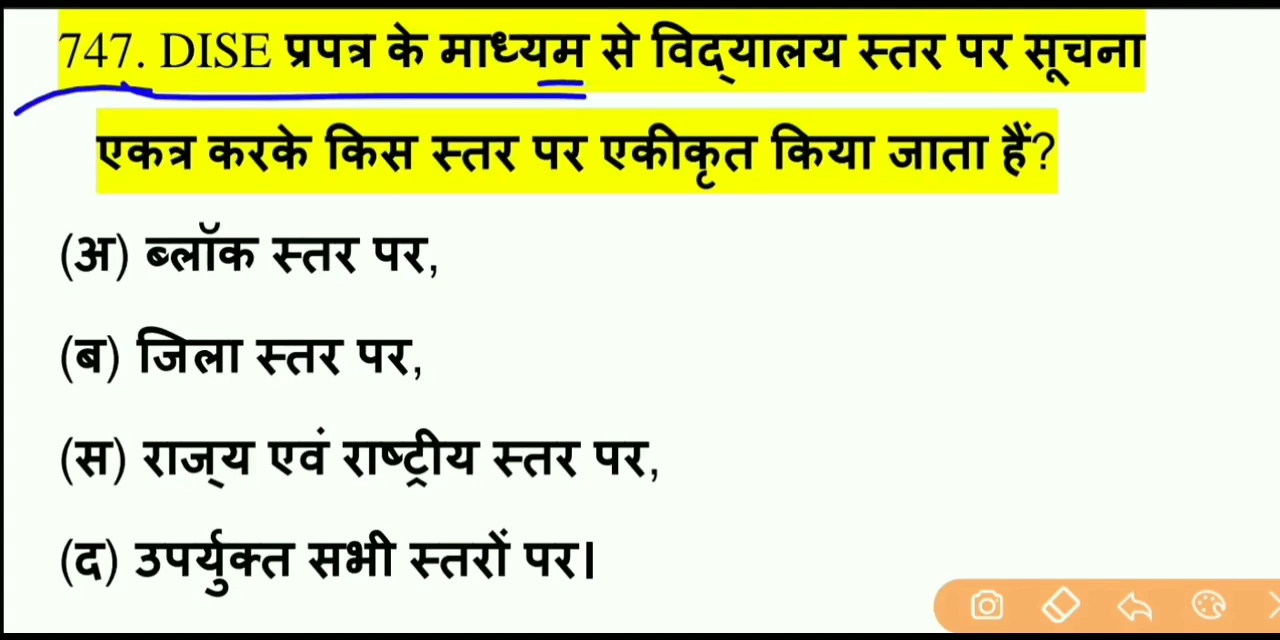 747. DISE प्रपत्र के माध्यम से विद्यालय स्तर पर सूचना
एकत्र करके किस स्तर पर एकीकृत किया जाता हैं?
(अ) ब्लॉक स्तर पर,
(ब) जिला स्तर पर,
(स) राज्य एवं राष्ट्रीय स्तर पर,
(द) उपर्युक्त सभी स्तरों पर।